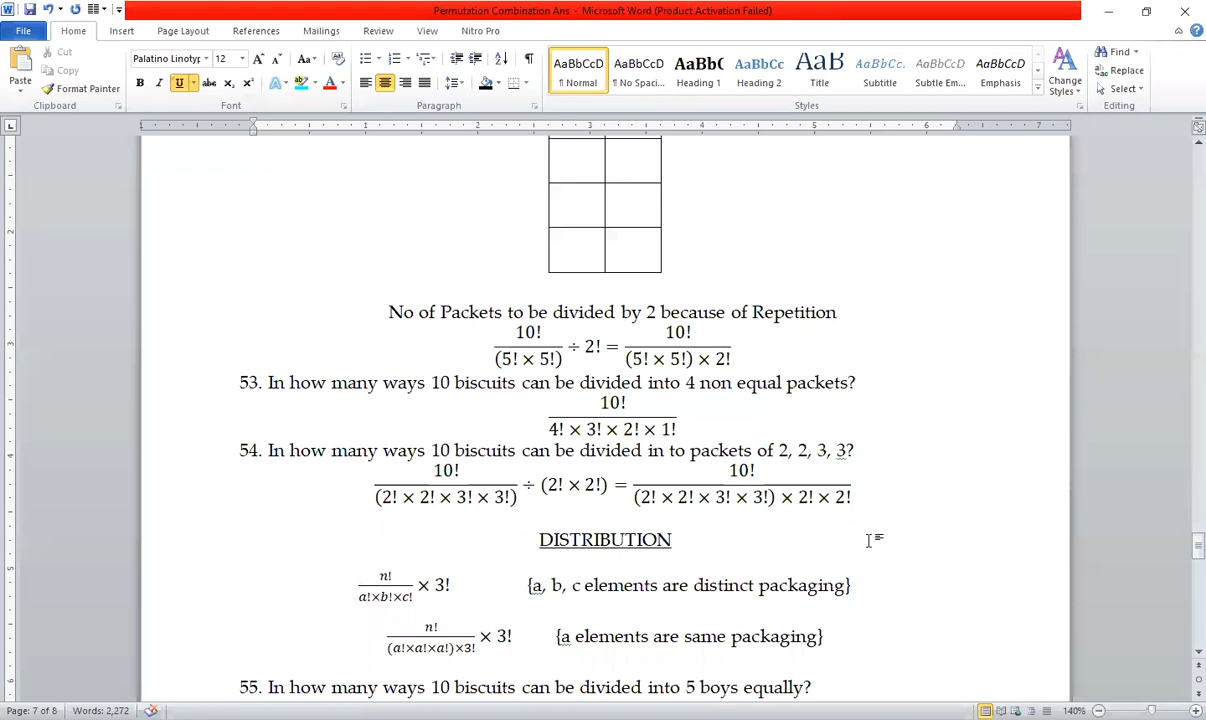 Permutation Combination Ans - Microsoft Word (Product Activation Failed)
File Home Insert Page Layout References Mailings Review View Nitro Pro
Paste Cut Copy Format Painter Clipboard
Palatino Linotyp 12 Font
Paragraph
AaBbCcD ¶ Normal AaBbCcD ¶ No Spaci... AaBbC Heading 1 AaBbCc Heading 2 AaB Title AaBbCc. Subtitle AaBbCcD Subtle Em... AaBbCcD Emphasis Styles
Change Styles
Find Replace Select Editing
No of Packets to be divided by 2 because of Repetition
10!/(5! × 5!) ÷ 2! = 10!/((5! × 5!) × 2!)
53. In how many ways 10 biscuits can be divided into 4 non equal packets?
10!/(4! × 3! × 2! × 1!)
54. In how many ways 10 biscuits can be divided in to packets of 2, 2, 3, 3?
10!/(2! × 2! × 3! × 3!) ÷ (2! × 2!) = 10!/((2! × 2! × 3! × 3!) × 2! × 2!)
DISTRIBUTION
n!/(a!×b!×c!) × 3! {a, b, c elements are distinct packaging}
n!/((a!×a!×a!)×3!) × 3! {a elements are same packaging}
55. In how many ways 10 biscuits can be divided into 5 boys equally?
Page: 7 of 8 Words: 2,272 140%